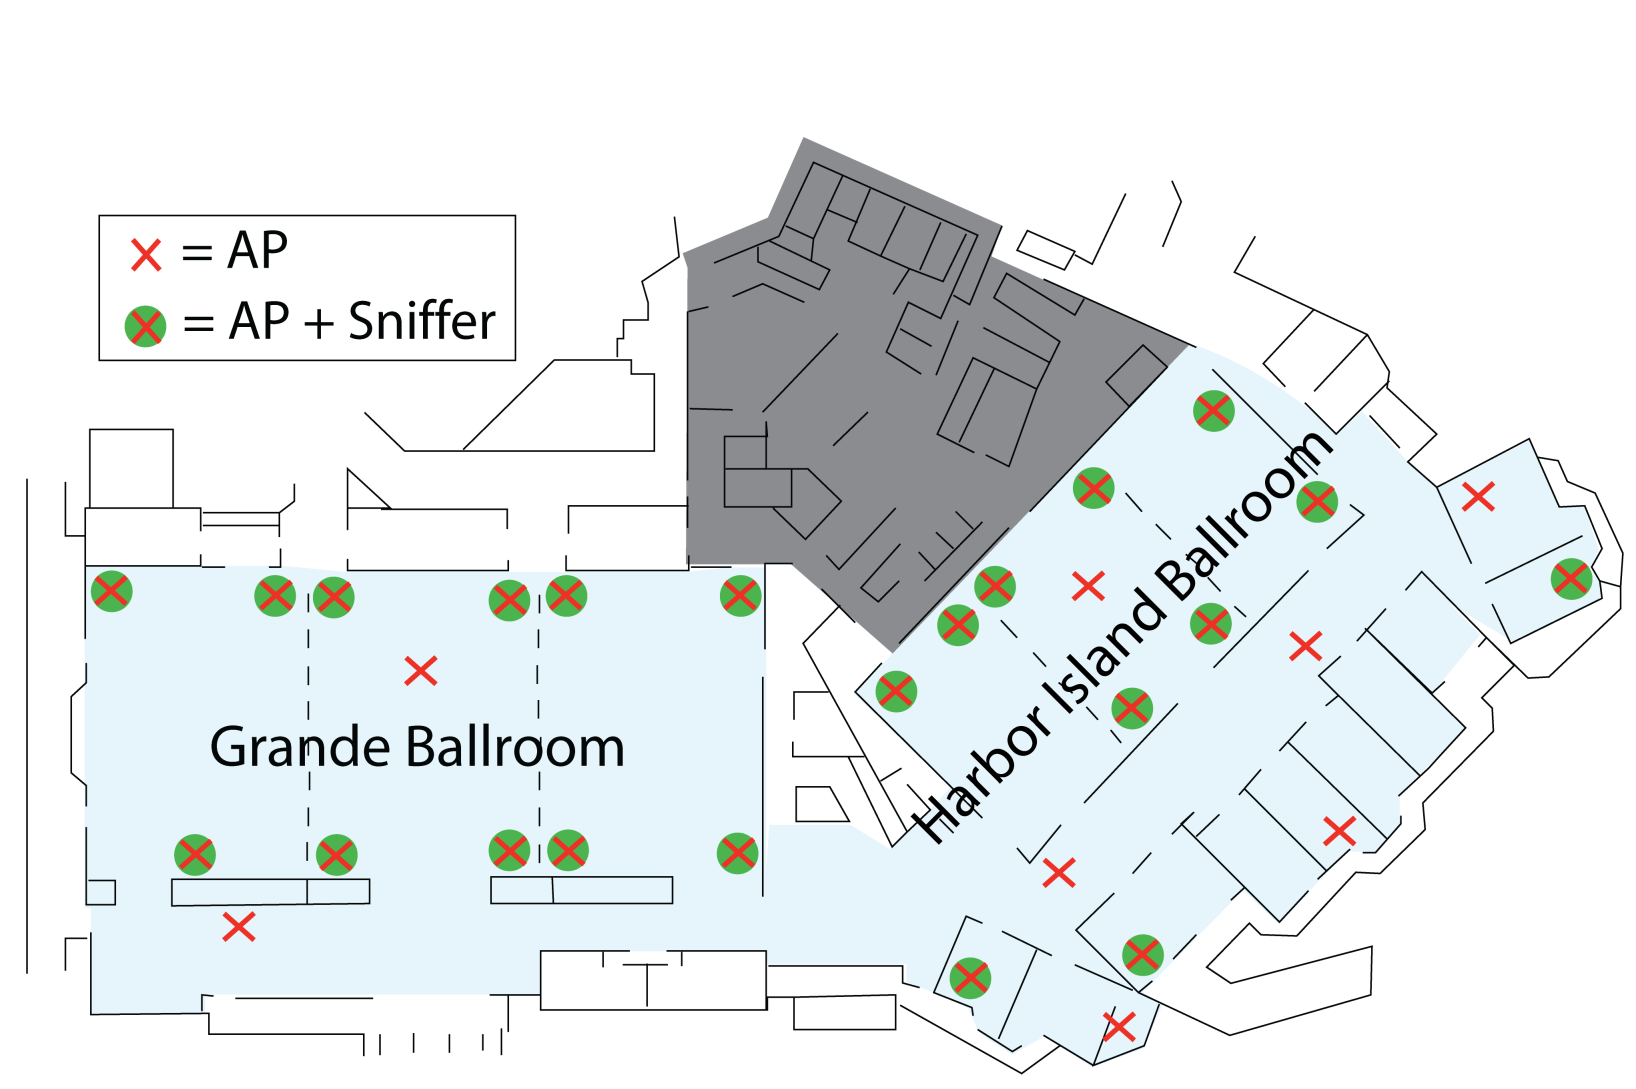 = AP
= AP + Sniffer
Grande Ballroom
Harbor Island Ballroom